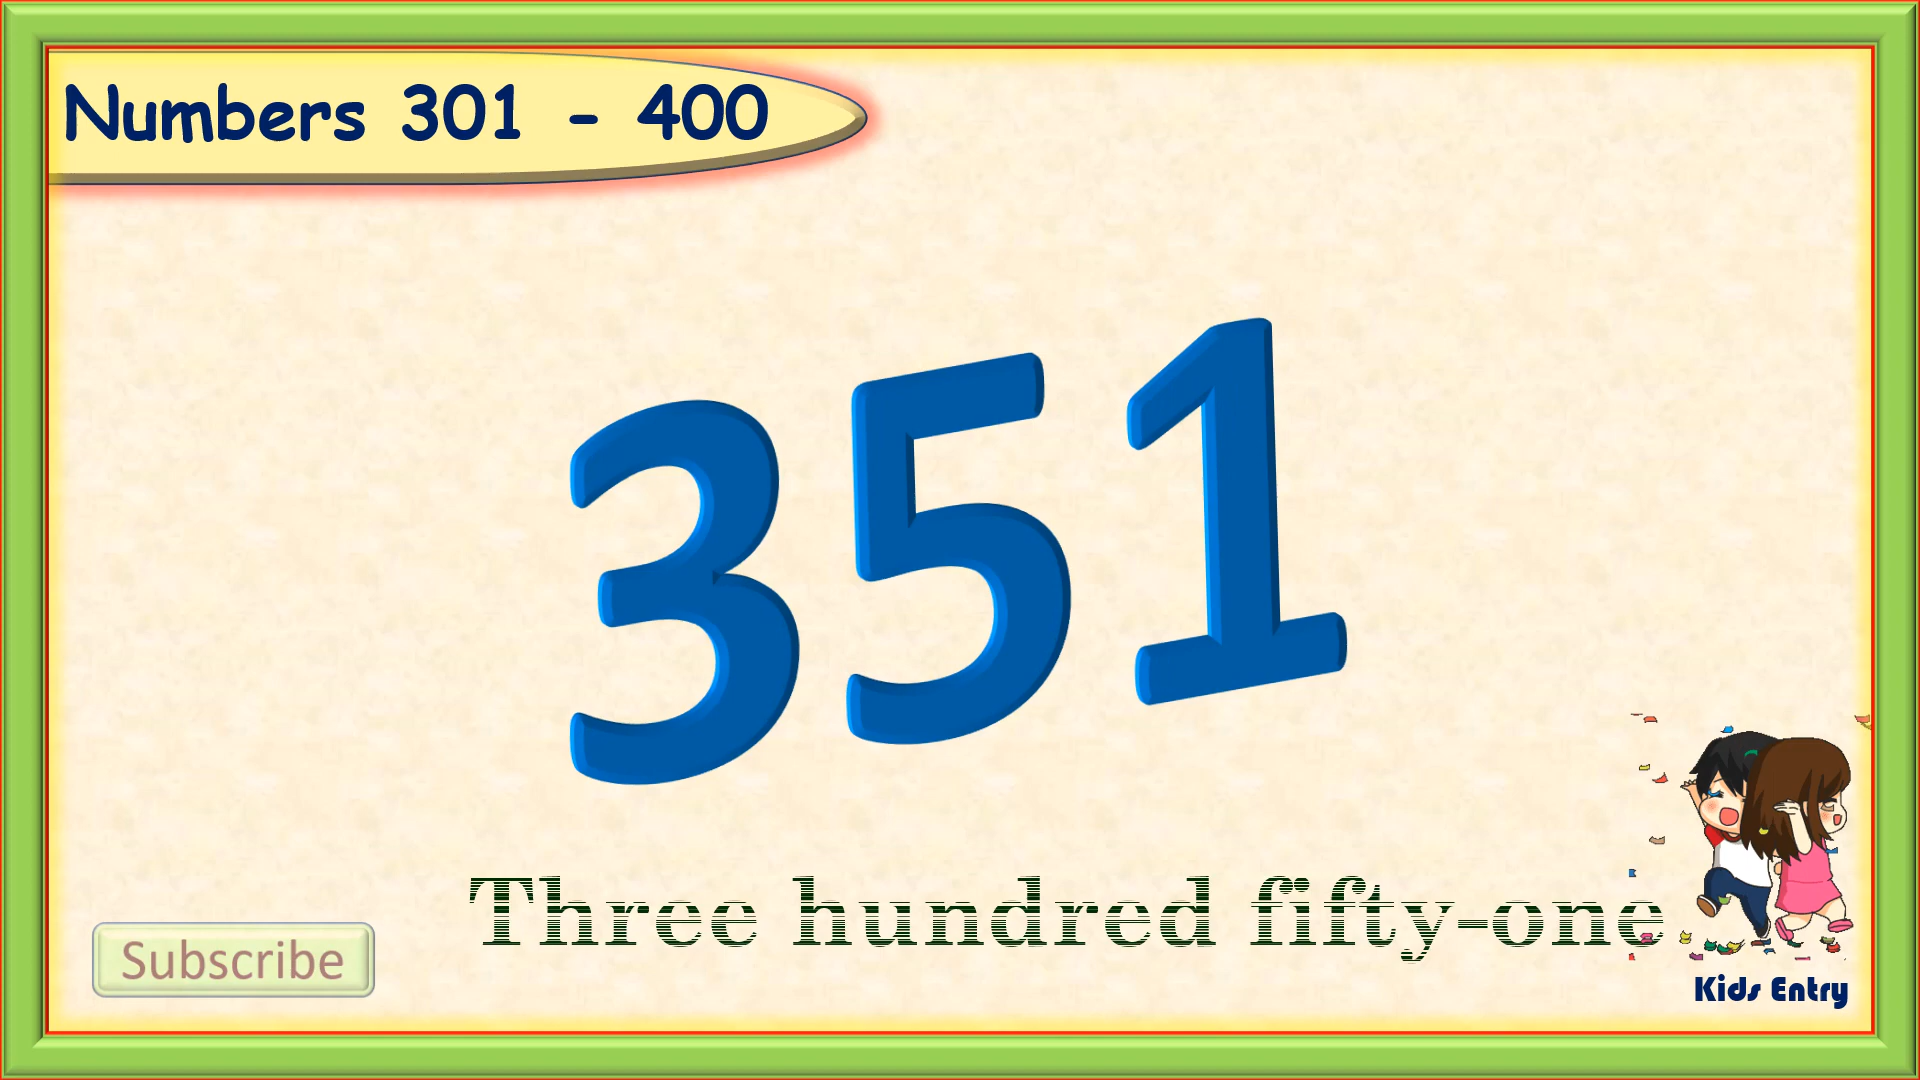 Numbers 301 - 400
351
Three hundred fifty-one
Subscribe
Kids Entry